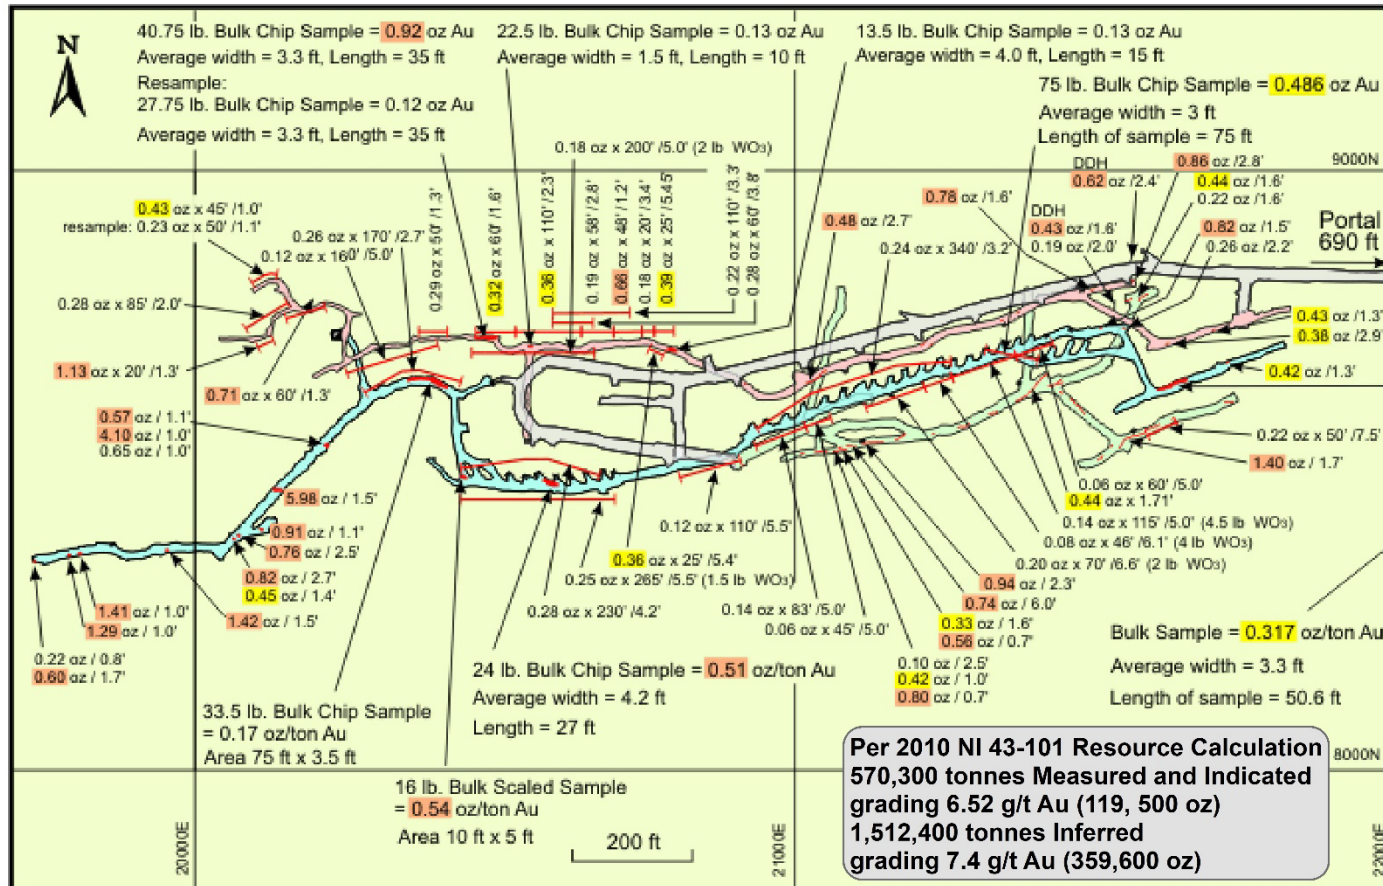 N
40.75 lb. Bulk Chip Sample = 0.92 oz Au
Average width = 3.3 ft, Length = 35 ft
Resample:
27.75 lb. Bulk Chip Sample = 0.12 oz Au
Average width = 3.3 ft, Length = 35 ft
22.5 lb. Bulk Chip Sample = 0.13 oz Au
Average width = 1.5 ft, Length = 10 ft
13.5 lb. Bulk Chip Sample = 0.13 oz Au
Average width = 4.0 ft, Length = 15 ft
75 lb. Bulk Chip Sample = 0.486 oz Au
Average width = 3 ft
Length of sample = 75 ft
0.18 oz x 200' /5.0' (2 lb WO₃)
9000N
DDH
0.62 oz /2.4'
0.86 oz /2.8'
0.44 oz /1.6'
0.22 oz /1.6'
0.78 oz /1.6'
DDH
0.43 oz /1.6'
0.19 oz /2.0'
0.82 oz /1.5'
0.26 oz /2.2'
Portal
690 ft
0.43 oz x 45' /1.0'
resample: 0.23 oz x 50' /1.1'
0.26 oz x 170' /2.7'
0.12 oz x 160' /5.0'
0.29 oz x 50' /1.3'
0.32 oz x 60' /1.6'
0.36 oz x 110' /2.3'
0.19 oz x 58' /2.8'
0.66 oz x 48' /1.2'
0.18 oz x 20' /3.4'
0.39 oz x 25' /5.45'
0.22 oz x 110' /3.3'
0.28 oz x 60' /3.8'
0.48 oz /2.7'
0.24 oz x 340' /3.2'
0.28 oz x 85' /2.0'
1.13 oz x 20' /1.3'
0.71 oz x 60' /1.3'
0.43 oz /1.3'
0.38 oz /2.9'
0.42 oz /1.3'
0.57 oz / 1.1'
4.10 oz / 1.0'
0.65 oz / 1.0'
0.22 oz x 50' /7.5'
1.40 oz / 1.7'
5.98 oz / 1.5'
0.91 oz / 1.1'
0.76 oz / 2.5'
0.82 oz / 2.7'
0.45 oz / 1.4'
1.42 oz / 1.5'
1.41 oz / 1.0'
1.29 oz / 1.0'
0.22 oz / 0.8'
0.60 oz / 1.7'
0.12 oz x 110' /5.5'
0.36 oz x 25' /5.4'
0.25 oz x 265' /5.5' (1.5 lb WO₃)
0.28 oz x 230' /4.2'
0.06 oz x 60' /5.0'
0.44 oz x 1.71'
0.14 oz x 115' /5.0' (4.5 lb WO₃)
0.08 oz x 46' /6.1' (4 lb WO₃)
0.20 oz x 70' /6.6' (2 lb WO₃)
0.94 oz / 2.3'
0.74 oz / 6.0'
0.33 oz / 1.6'
0.56 oz / 0.7'
0.14 oz x 83' /5.0'
0.06 oz x 45' /5.0'
0.10 oz / 2.5'
0.42 oz / 1.0'
0.80 oz / 0.7'
Bulk Sample = 0.317 oz/ton Au
Average width = 3.3 ft
Length of sample = 50.6 ft
24 lb. Bulk Chip Sample = 0.51 oz/ton Au
Average width = 4.2 ft
Length = 27 ft
33.5 lb. Bulk Chip Sample
= 0.17 oz/ton Au
Area 75 ft x 3.5 ft
16 lb. Bulk Scaled Sample
= 0.54 oz/ton Au
Area 10 ft x 5 ft
200 ft
8000N
20000E
21000E
22000E
Per 2010 NI 43-101 Resource Calculation
570,300 tonnes Measured and Indicated
grading 6.52 g/t Au (119, 500 oz)
1,512,400 tonnes Inferred
grading 7.4 g/t Au (359,600 oz)